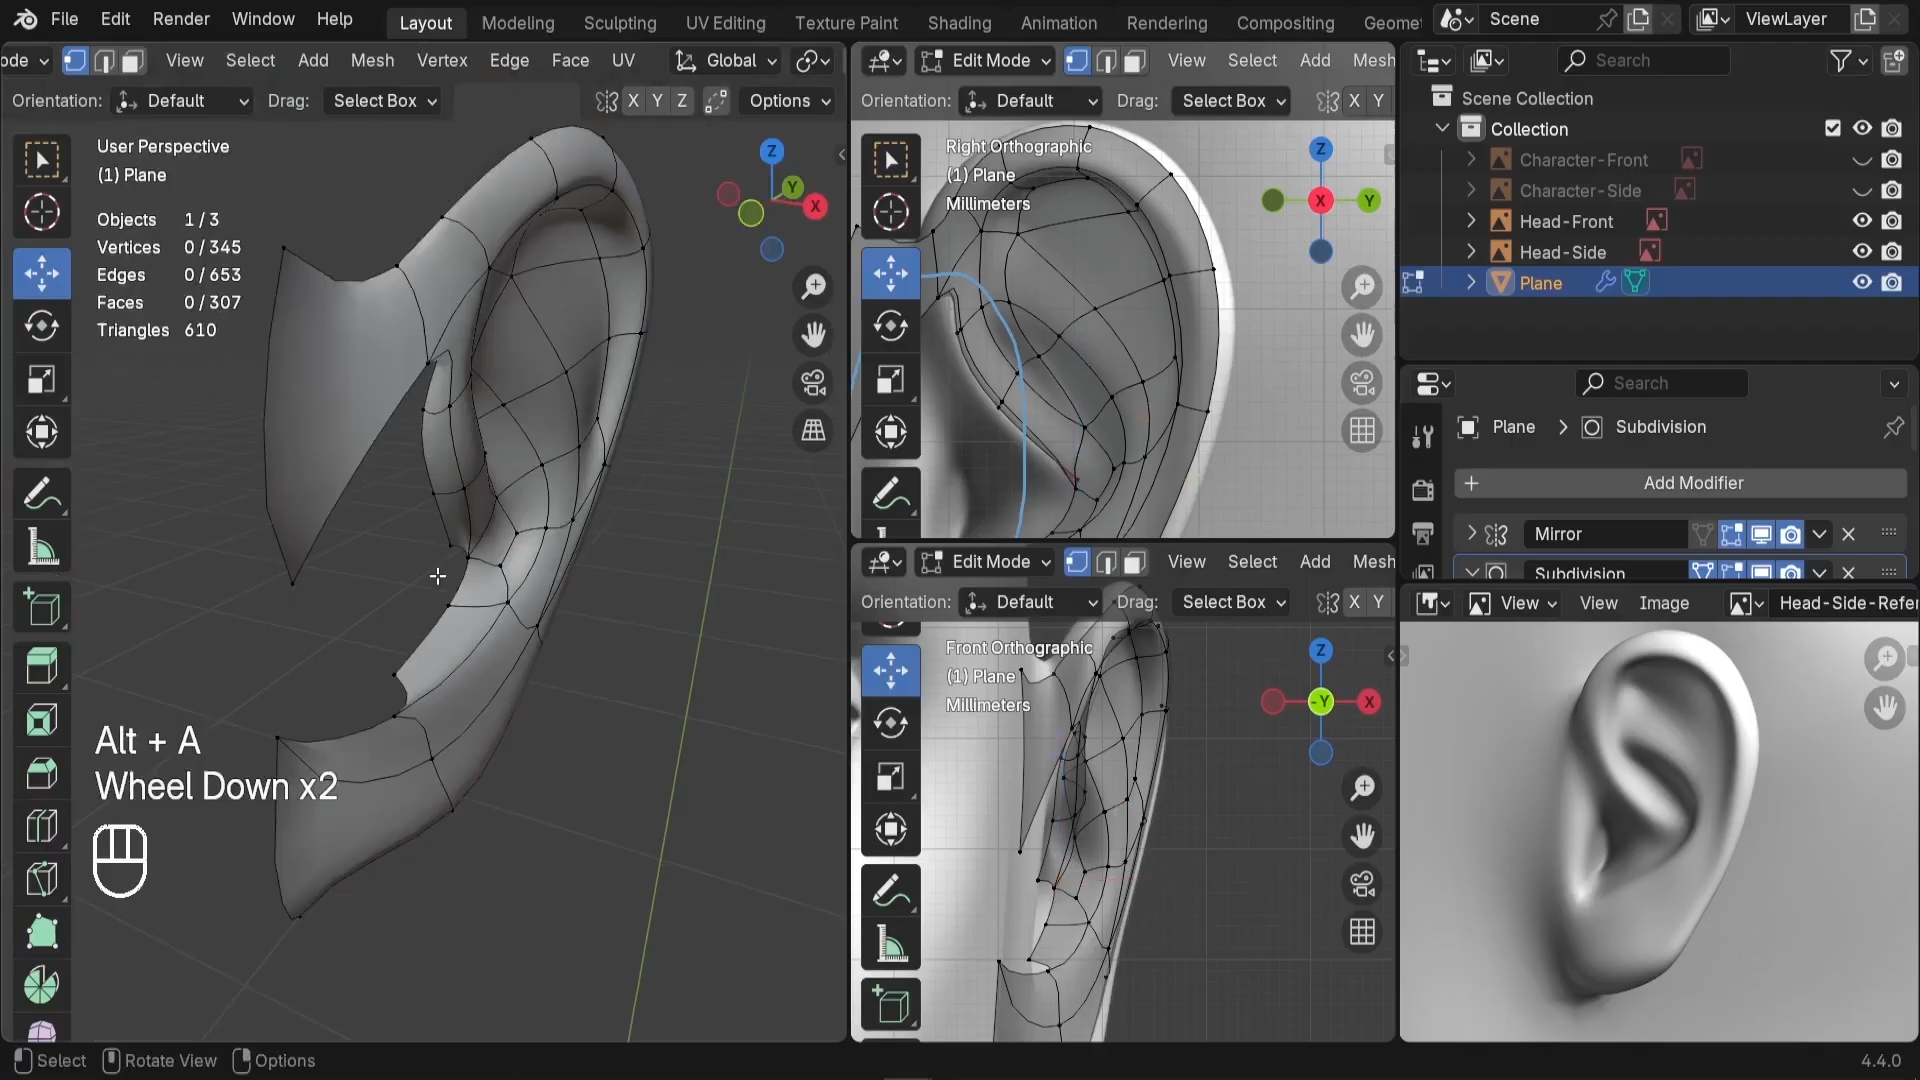 File Edit Render Window Help Layout Modeling Sculpting UV Editing Texture Paint Shading Animation Rendering Compositing Geome Scene ViewLayer
ode View Select Add Mesh Vertex Edge Face UV Global
Orientation: Default Drag: Select Box X Y Z Options
User Perspective
(1) Plane
Objects 1 / 3
Vertices 0 / 345
Edges 0 / 653
Faces 0 / 307
Triangles 610
Z
Y
X
Alt + A
Wheel Down x2
Edit Mode View Select Add Mesh
Orientation: Default Drag: Select Box X Y
Right Orthographic
(1) Plane
Millimeters
Z
X
Y
Edit Mode View Select Add Mesh
Orientation: Default Drag: Select Box X Y
Front Orthographic
(1) Plane
Millimeters
Z
-Y
X
Search
Scene Collection
Collection
Character-Front
Character-Side
Head-Front
Head-Side
Plane
Search
Plane Subdivision
Add Modifier
Mirror
Subdivision
View View Image Head-Side-Refer
Select Rotate View Options 4.4.0